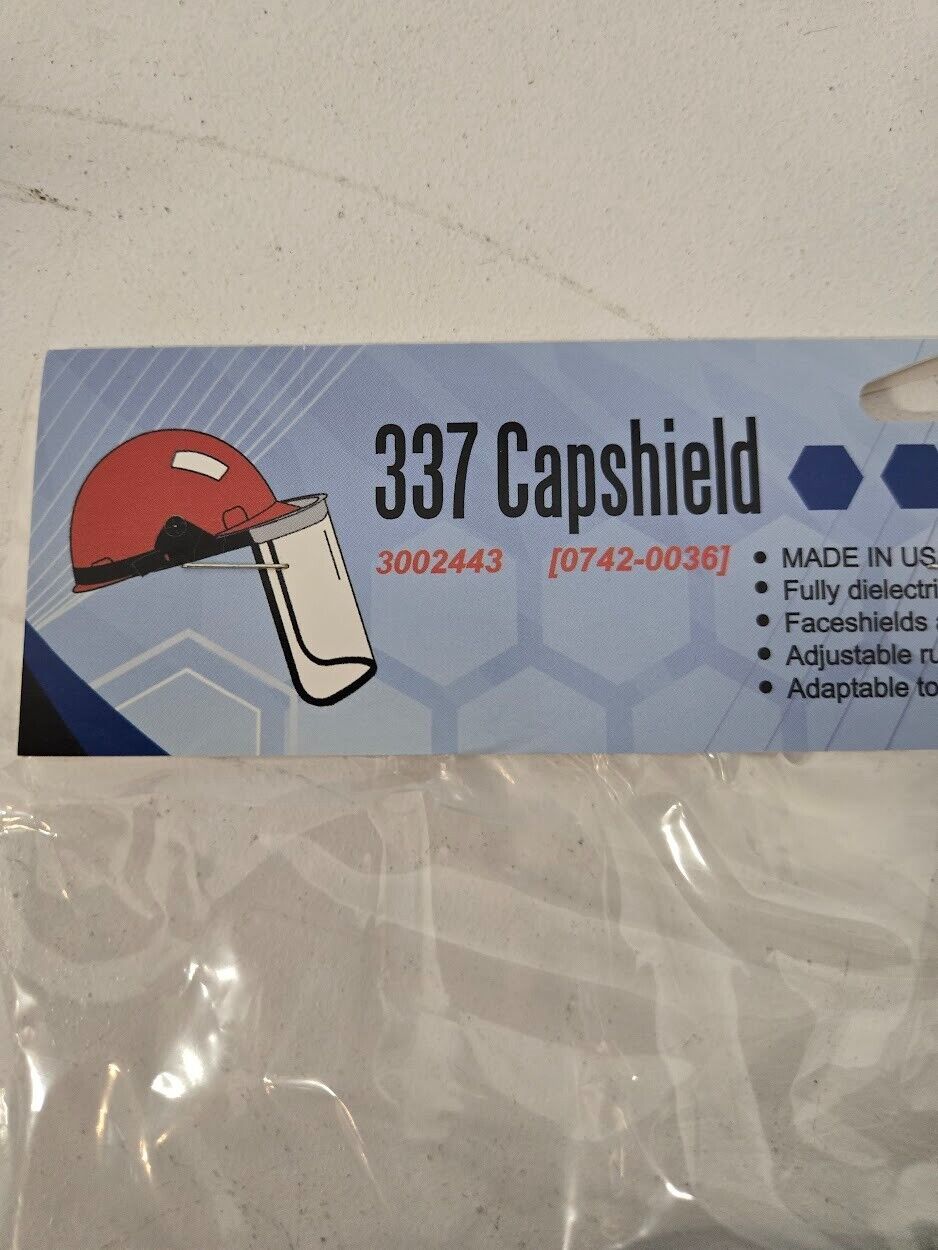 337 Capshield
3002443 [0742-0036]
• MADE IN US
• Fully dielectri
• Faceshields
• Adjustable ru
• Adaptable to